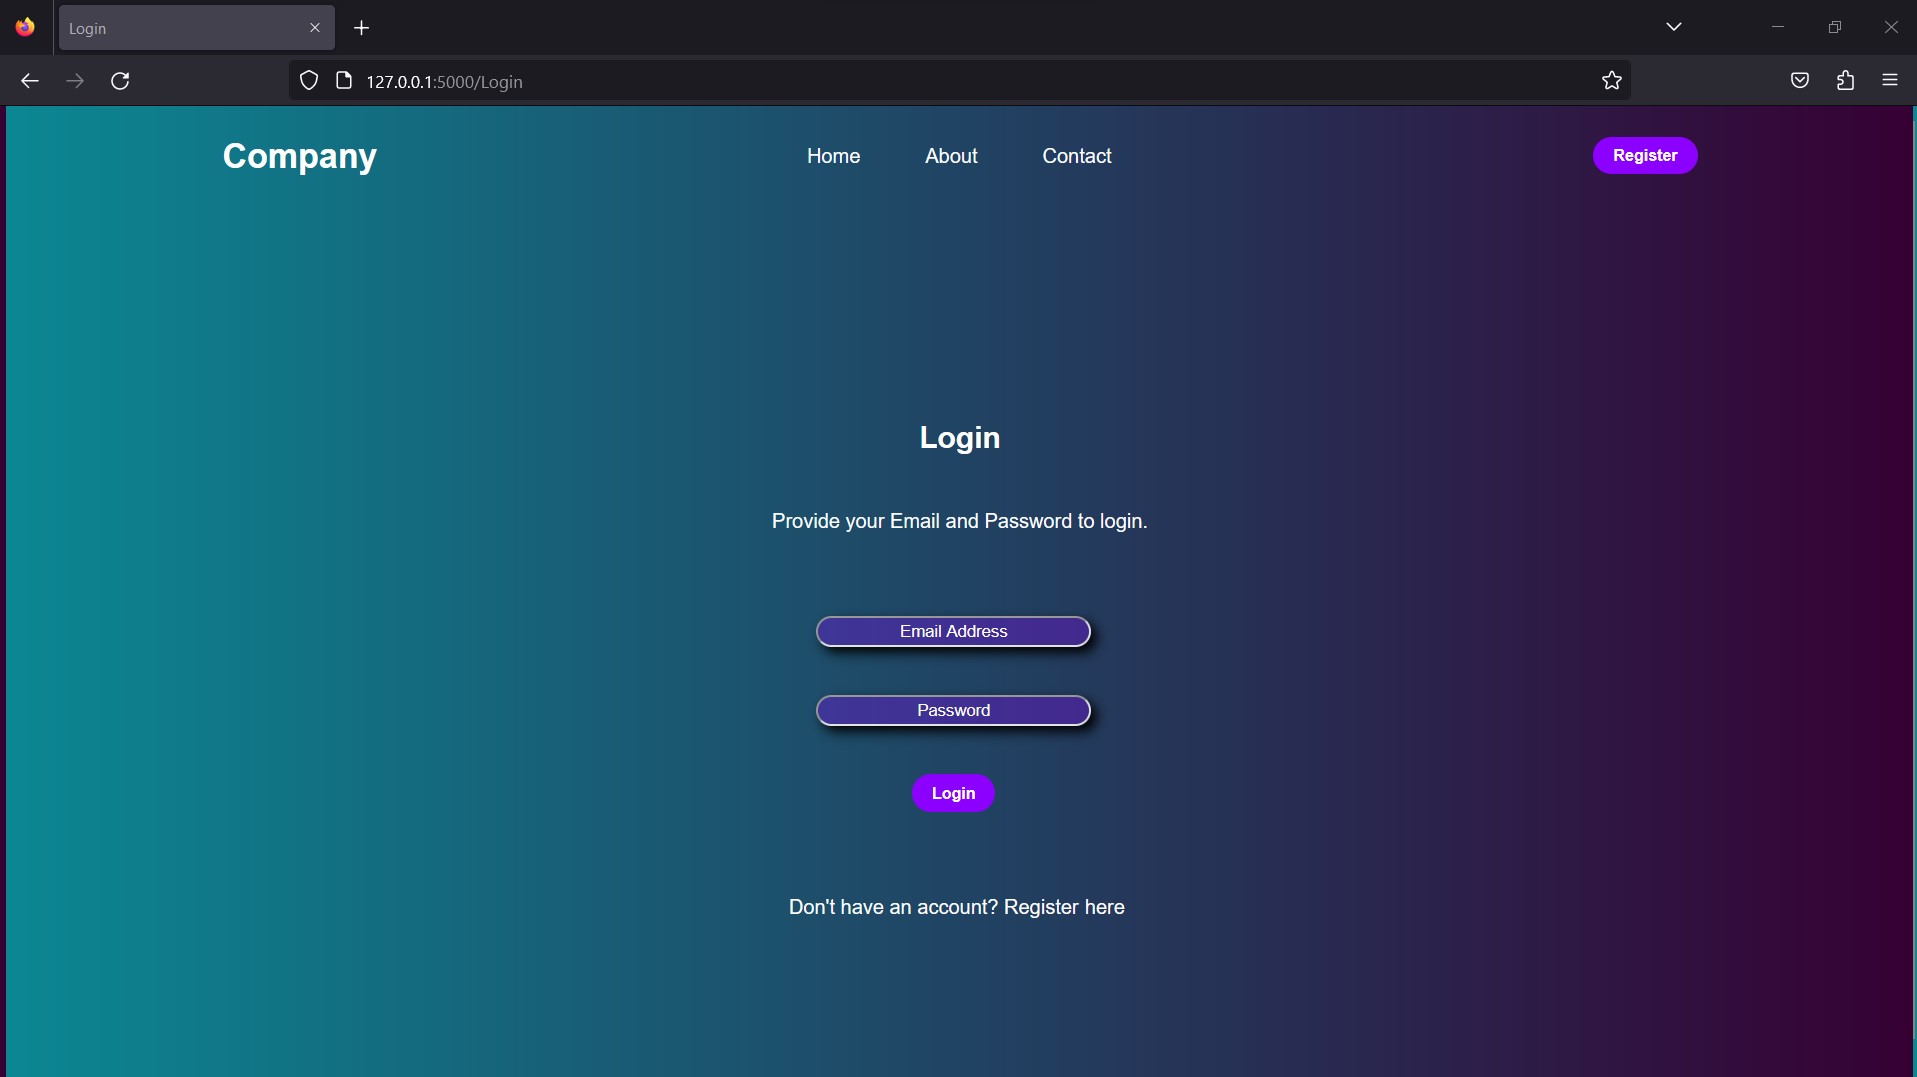 Login
127.0.0.1:5000/Login
Company Home About Contact Register
Login
Provide your Email and Password to login.
Email Address
Password
Login
Don't have an account? Register here